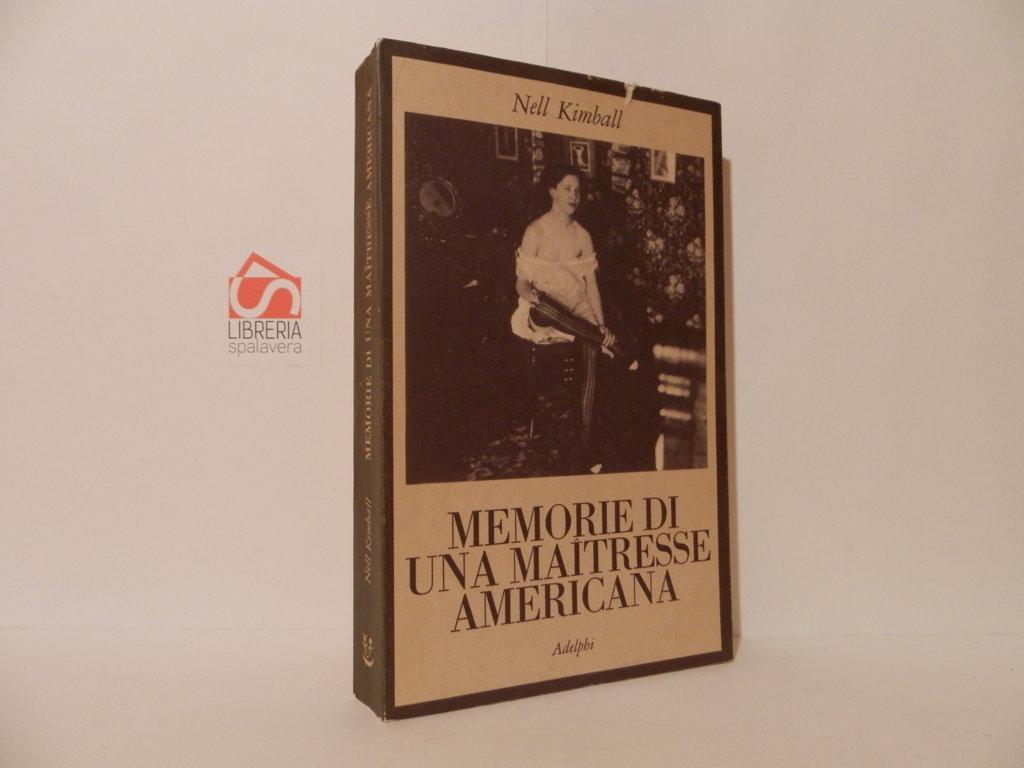 Nell Kimball
MEMORIE DI
UNA MAÎTRESSE
AMERICANA
Adelphi
Nell Kimball MEMORIE DI UNA MAÎTRESSE AMERICANA
LIBRERIA
spalavera